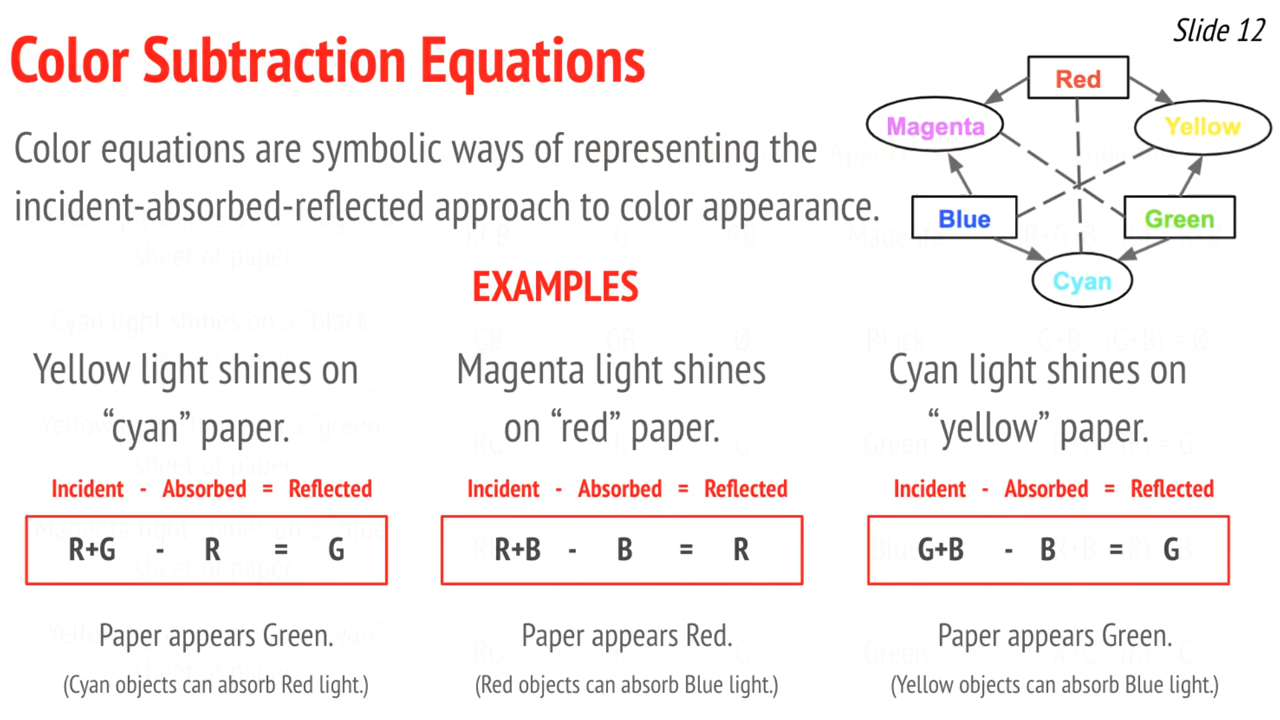 Slide 12
Color Subtraction Equations
Red
Magenta
Yellow
Blue
Green
Cyan
Color equations are symbolic ways of representing the
incident-absorbed-reflected approach to color appearance.
EXAMPLES
Yellow light shines on
“cyan” paper.
Incident - Absorbed = Reflected
R+G - R = G
Paper appears Green.
(Cyan objects can absorb Red light.)
Magenta light shines
on “red” paper.
Incident - Absorbed = Reflected
R+B - B = R
Paper appears Red.
(Red objects can absorb Blue light.)
Cyan light shines on
“yellow” paper.
Incident - Absorbed = Reflected
G+B - B = G
Paper appears Green.
(Yellow objects can absorb Blue light.)